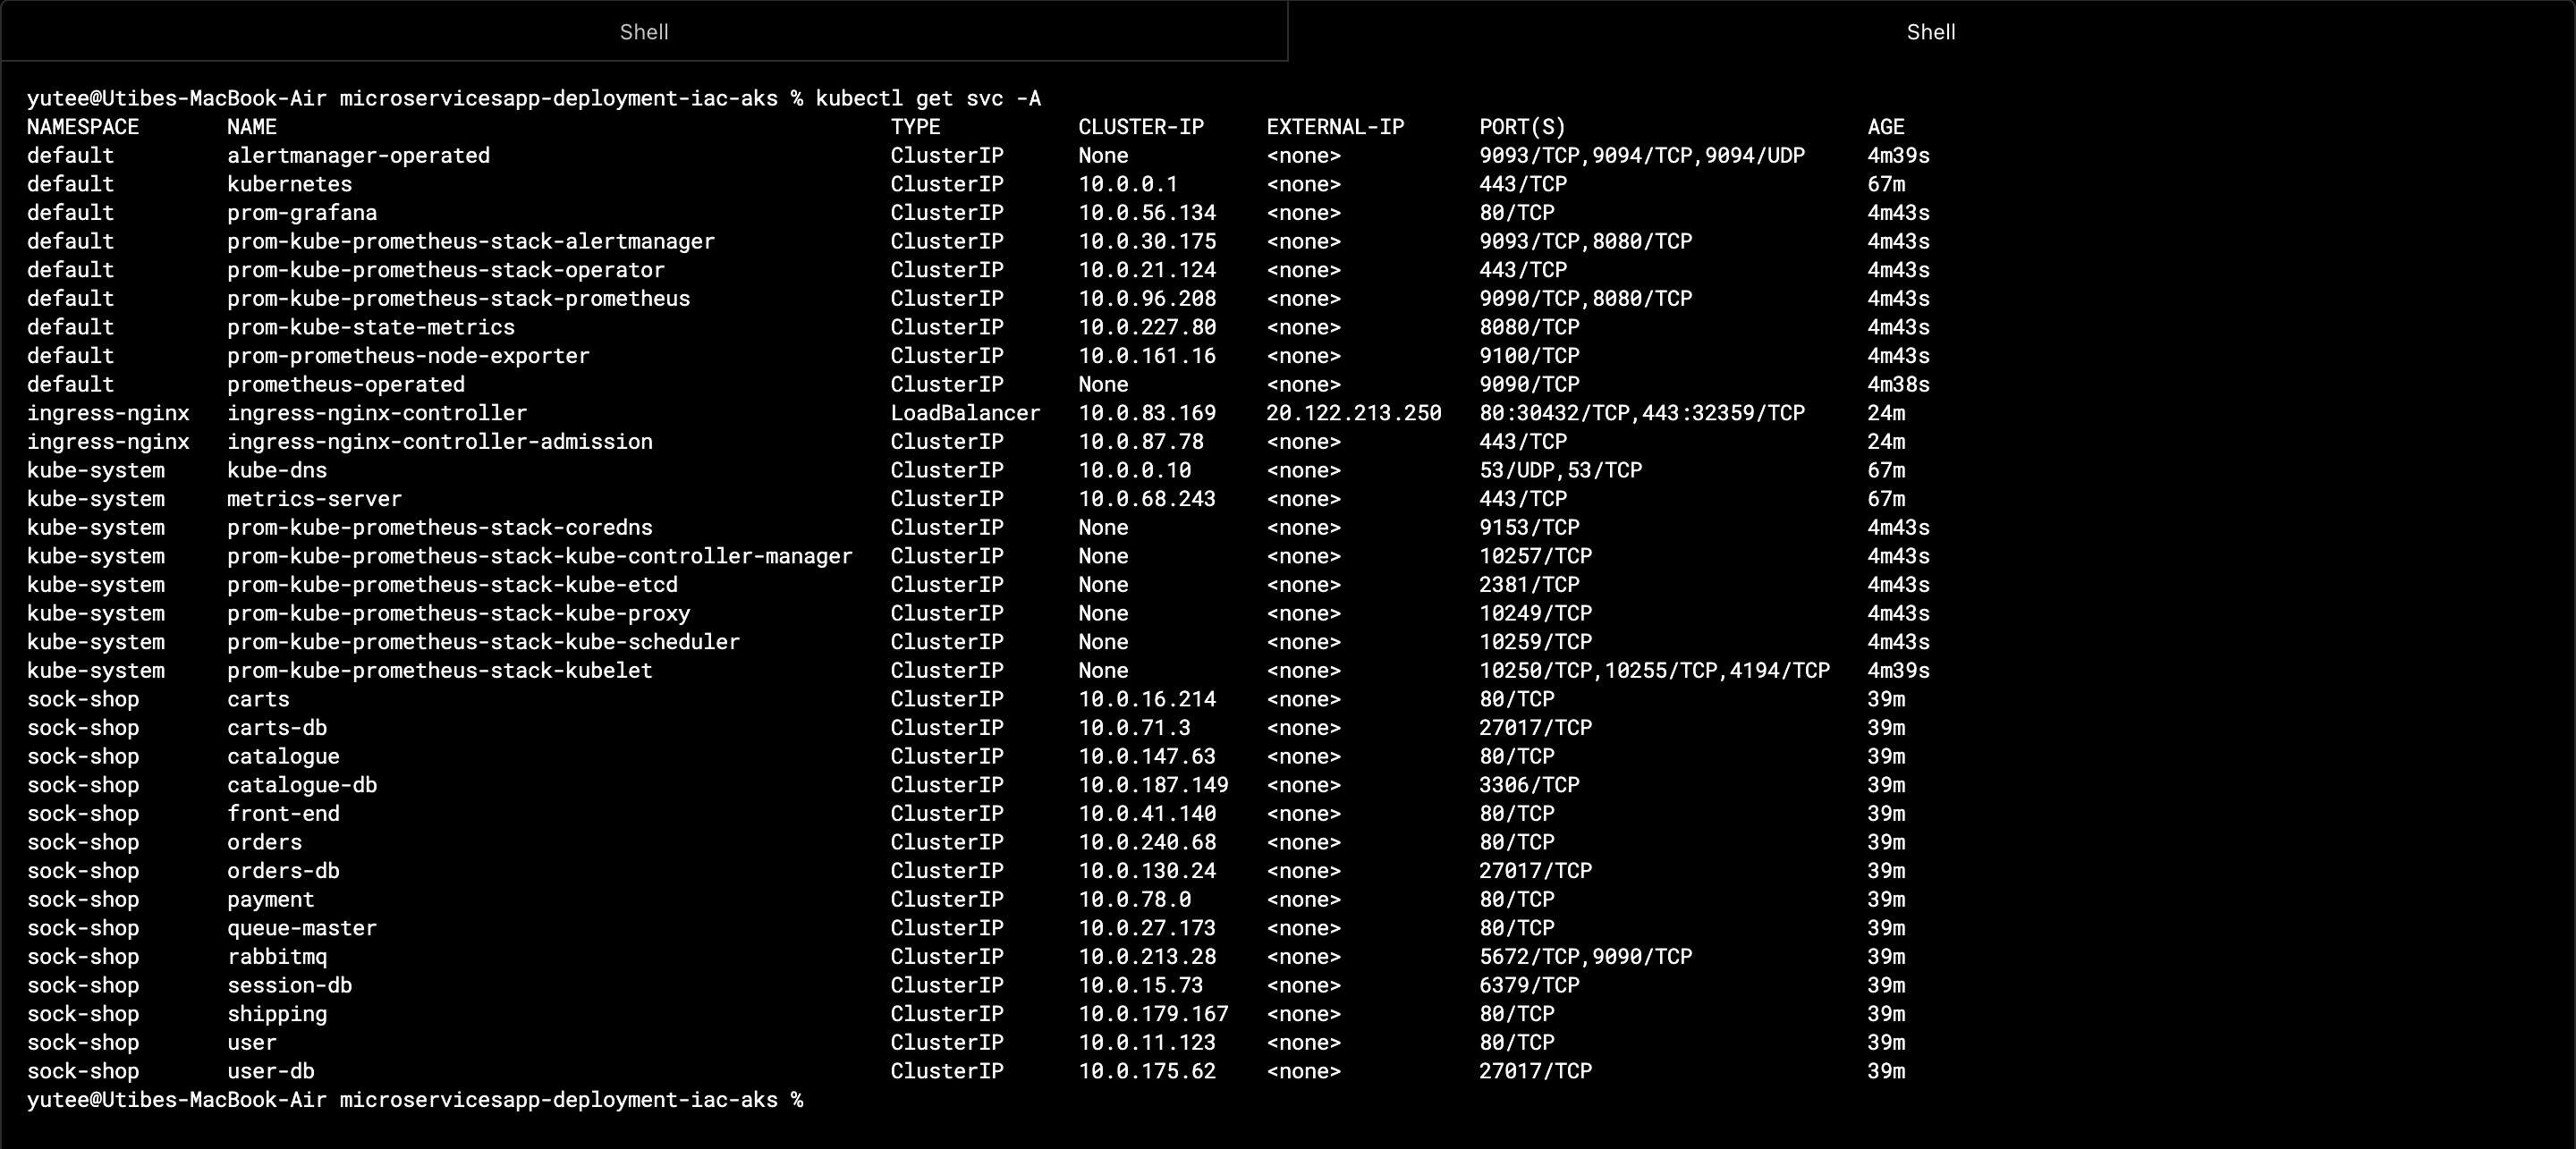 Shell
Shell
yutee@Utibes-MacBook-Air microservicesapp-deployment-iac-aks % kubectl get svc -A
NAMESPACE NAME TYPE CLUSTER-IP EXTERNAL-IP PORT(S) AGE
default alertmanager-operated ClusterIP None <none> 9093/TCP,9094/TCP,9094/UDP 4m39s
default kubernetes ClusterIP 10.0.0.1 <none> 443/TCP 67m
default prom-grafana ClusterIP 10.0.56.134 <none> 80/TCP 4m43s
default prom-kube-prometheus-stack-alertmanager ClusterIP 10.0.30.175 <none> 9093/TCP,8080/TCP 4m43s
default prom-kube-prometheus-stack-operator ClusterIP 10.0.21.124 <none> 443/TCP 4m43s
default prom-kube-prometheus-stack-prometheus ClusterIP 10.0.96.208 <none> 9090/TCP,8080/TCP 4m43s
default prom-kube-state-metrics ClusterIP 10.0.227.80 <none> 8080/TCP 4m43s
default prom-prometheus-node-exporter ClusterIP 10.0.161.16 <none> 9100/TCP 4m43s
default prometheus-operated ClusterIP None <none> 9090/TCP 4m38s
ingress-nginx ingress-nginx-controller LoadBalancer 10.0.83.169 20.122.213.250 80:30432/TCP,443:32359/TCP 24m
ingress-nginx ingress-nginx-controller-admission ClusterIP 10.0.87.78 <none> 443/TCP 24m
kube-system kube-dns ClusterIP 10.0.0.10 <none> 53/UDP,53/TCP 67m
kube-system metrics-server ClusterIP 10.0.68.243 <none> 443/TCP 67m
kube-system prom-kube-prometheus-stack-coredns ClusterIP None <none> 9153/TCP 4m43s
kube-system prom-kube-prometheus-stack-kube-controller-manager ClusterIP None <none> 10257/TCP 4m43s
kube-system prom-kube-prometheus-stack-kube-etcd ClusterIP None <none> 2381/TCP 4m43s
kube-system prom-kube-prometheus-stack-kube-proxy ClusterIP None <none> 10249/TCP 4m43s
kube-system prom-kube-prometheus-stack-kube-scheduler ClusterIP None <none> 10259/TCP 4m43s
kube-system prom-kube-prometheus-stack-kubelet ClusterIP None <none> 10250/TCP,10255/TCP,4194/TCP 4m39s
sock-shop carts ClusterIP 10.0.16.214 <none> 80/TCP 39m
sock-shop carts-db ClusterIP 10.0.71.3 <none> 27017/TCP 39m
sock-shop catalogue ClusterIP 10.0.147.63 <none> 80/TCP 39m
sock-shop catalogue-db ClusterIP 10.0.187.149 <none> 3306/TCP 39m
sock-shop front-end ClusterIP 10.0.41.140 <none> 80/TCP 39m
sock-shop orders ClusterIP 10.0.240.68 <none> 80/TCP 39m
sock-shop orders-db ClusterIP 10.0.130.24 <none> 27017/TCP 39m
sock-shop payment ClusterIP 10.0.78.0 <none> 80/TCP 39m
sock-shop queue-master ClusterIP 10.0.27.173 <none> 80/TCP 39m
sock-shop rabbitmq ClusterIP 10.0.213.28 <none> 5672/TCP,9090/TCP 39m
sock-shop session-db ClusterIP 10.0.15.73 <none> 6379/TCP 39m
sock-shop shipping ClusterIP 10.0.179.167 <none> 80/TCP 39m
sock-shop user ClusterIP 10.0.11.123 <none> 80/TCP 39m
sock-shop user-db ClusterIP 10.0.175.62 <none> 27017/TCP 39m
yutee@Utibes-MacBook-Air microservicesapp-deployment-iac-aks %